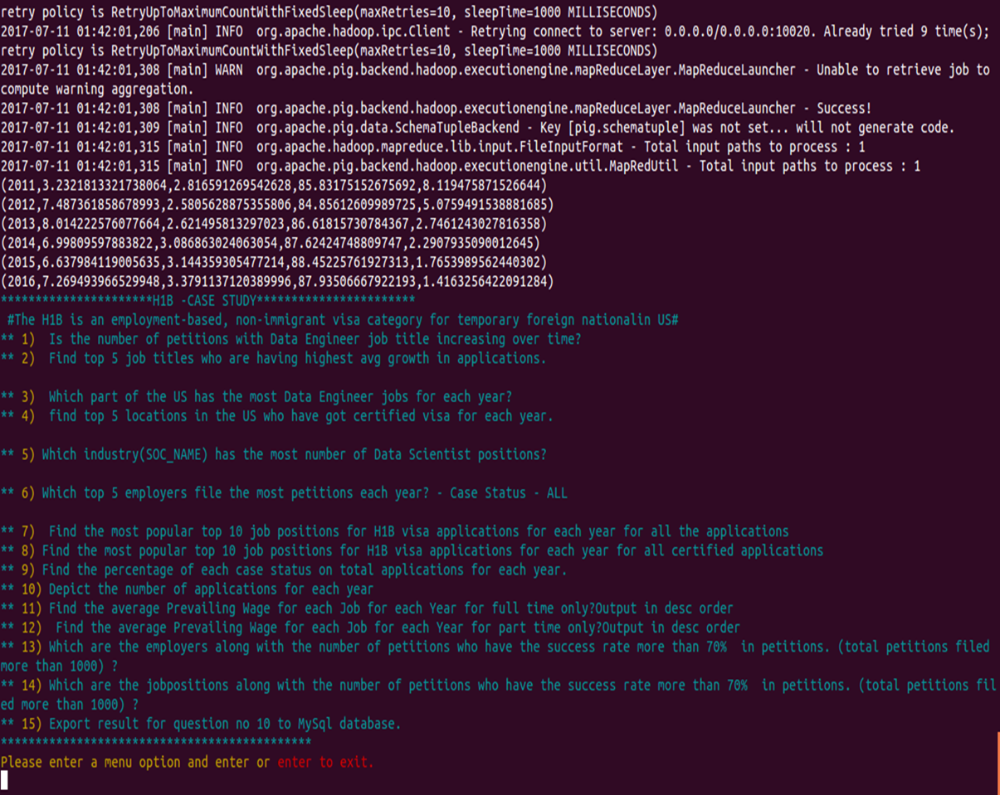 retry policy is RetryUpToMaximumCountWithFixedSleep(maxRetries=10, sleepTime=1000 MILLISECONDS)
2017-07-11 01:42:01,206 [main] INFO  org.apache.hadoop.ipc.Client - Retrying connect to server: 0.0.0.0/0.0.0.0:10020. Already tried 9 time(s);
retry policy is RetryUpToMaximumCountWithFixedSleep(maxRetries=10, sleepTime=1000 MILLISECONDS)
2017-07-11 01:42:01,308 [main] WARN  org.apache.pig.backend.hadoop.executionengine.mapReduceLayer.MapReduceLauncher - Unable to retrieve job to
compute warning aggregation.
2017-07-11 01:42:01,308 [main] INFO  org.apache.pig.backend.hadoop.executionengine.mapReduceLayer.MapReduceLauncher - Success!
2017-07-11 01:42:01,309 [main] INFO  org.apache.pig.data.SchemaTupleBackend - Key [pig.schematuple] was not set... will not generate code.
2017-07-11 01:42:01,315 [main] INFO  org.apache.hadoop.mapreduce.lib.input.FileInputFormat - Total input paths to process : 1
2017-07-11 01:42:01,315 [main] INFO  org.apache.pig.backend.hadoop.executionengine.util.MapRedUtil - Total input paths to process : 1
(2011,3.2321813321738064,2.816591269542628,85.83175152675692,8.119475871526644)
(2012,7.487361858678993,2.5805628875355806,84.85612609989725,5.0759491538881685)
(2013,8.014222576077664,2.621495813297023,86.61815730784367,2.7461243027816358)
(2014,6.99809597883822,3.086863024063054,87.62424748809747,2.2907935090012645)
(2015,6.637984119005635,3.144359305477214,88.45225761927313,1.7653989562440302)
(2016,7.269493966529948,3.3791137120389996,87.93506667922193,1.4163256422091284)
**********************H1B -CASE STUDY***********************
 #The H1B is an employment-based, non-immigrant visa category for temporary foreign nationalin US#
** 1)  Is the number of petitions with Data Engineer job title increasing over time?
** 2)  Find top 5 job titles who are having highest avg growth in applications.
** 3)  Which part of the US has the most Data Engineer jobs for each year?
** 4)  find top 5 locations in the US who have got certified visa for each year.
** 5) Which industry(SOC_NAME) has the most number of Data Scientist positions?
** 6) Which top 5 employers file the most petitions each year? - Case Status - ALL
** 7)  Find the most popular top 10 job positions for H1B visa applications for each year for all the applications
** 8) Find the most popular top 10 job positions for H1B visa applications for each year for all certified applications
** 9) Find the percentage of each case status on total applications for each year.
** 10) Depict the number of applications for each year
** 11) Find the average Prevailing Wage for each Job for each Year for full time only?Output in desc order
** 12)  Find the average Prevailing Wage for each Job for each Year for part time only?Output in desc order
** 13) Which are the employers along with the number of petitions who have the success rate more than 70%  in petitions. (total petitions filed
more than 1000) ?
** 14) Which are the jobpositions along with the number of petitions who have the success rate more than 70%  in petitions. (total petitions fil
ed more than 1000) ?
** 15) Export result for question no 10 to MySql database.
*********************************************
Please enter a menu option and enter or enter to exit.